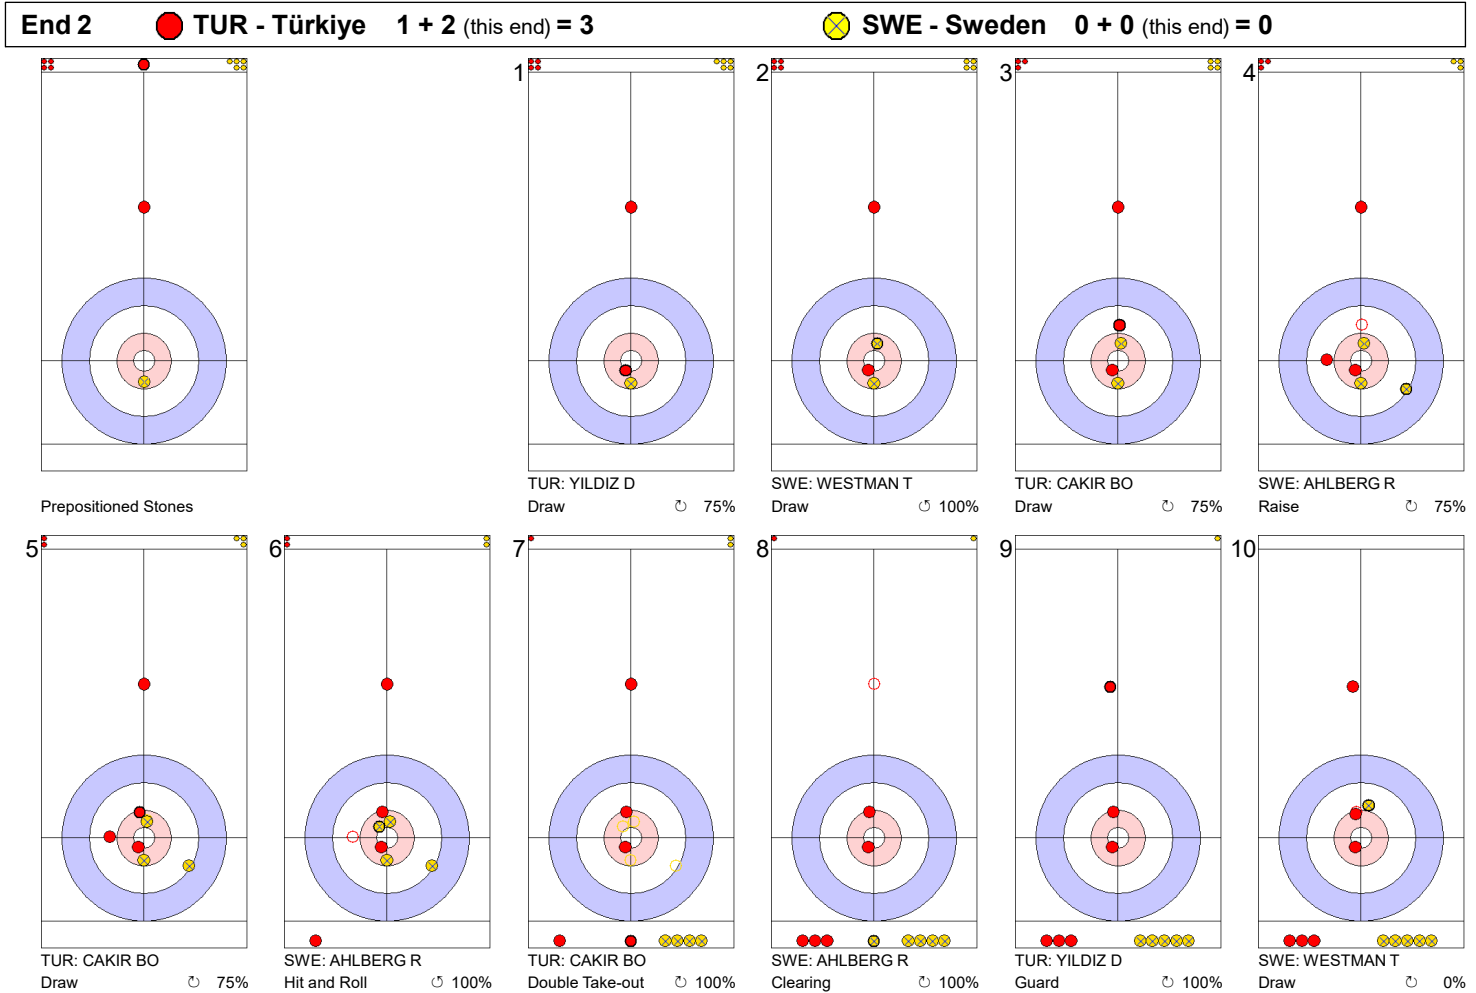 End 2 TUR - Türkiye 1 + 2 (this end) = 3 SWE - Sweden 0 + 0 (this end) = 0
1 2 3 4
TUR: YILDIZ D SWE: WESTMAN T TUR: CAKIR BO SWE: AHLBERG R
Prepositioned Stones Draw 75% Draw 100% Draw 75% Raise 75%
5 6 7 8 9 10
TUR: CAKIR BO SWE: AHLBERG R TUR: CAKIR BO SWE: AHLBERG R TUR: YILDIZ D SWE: WESTMAN T
Draw 75% Hit and Roll 100% Double Take-out 100% Clearing 100% Guard 100% Draw 0%